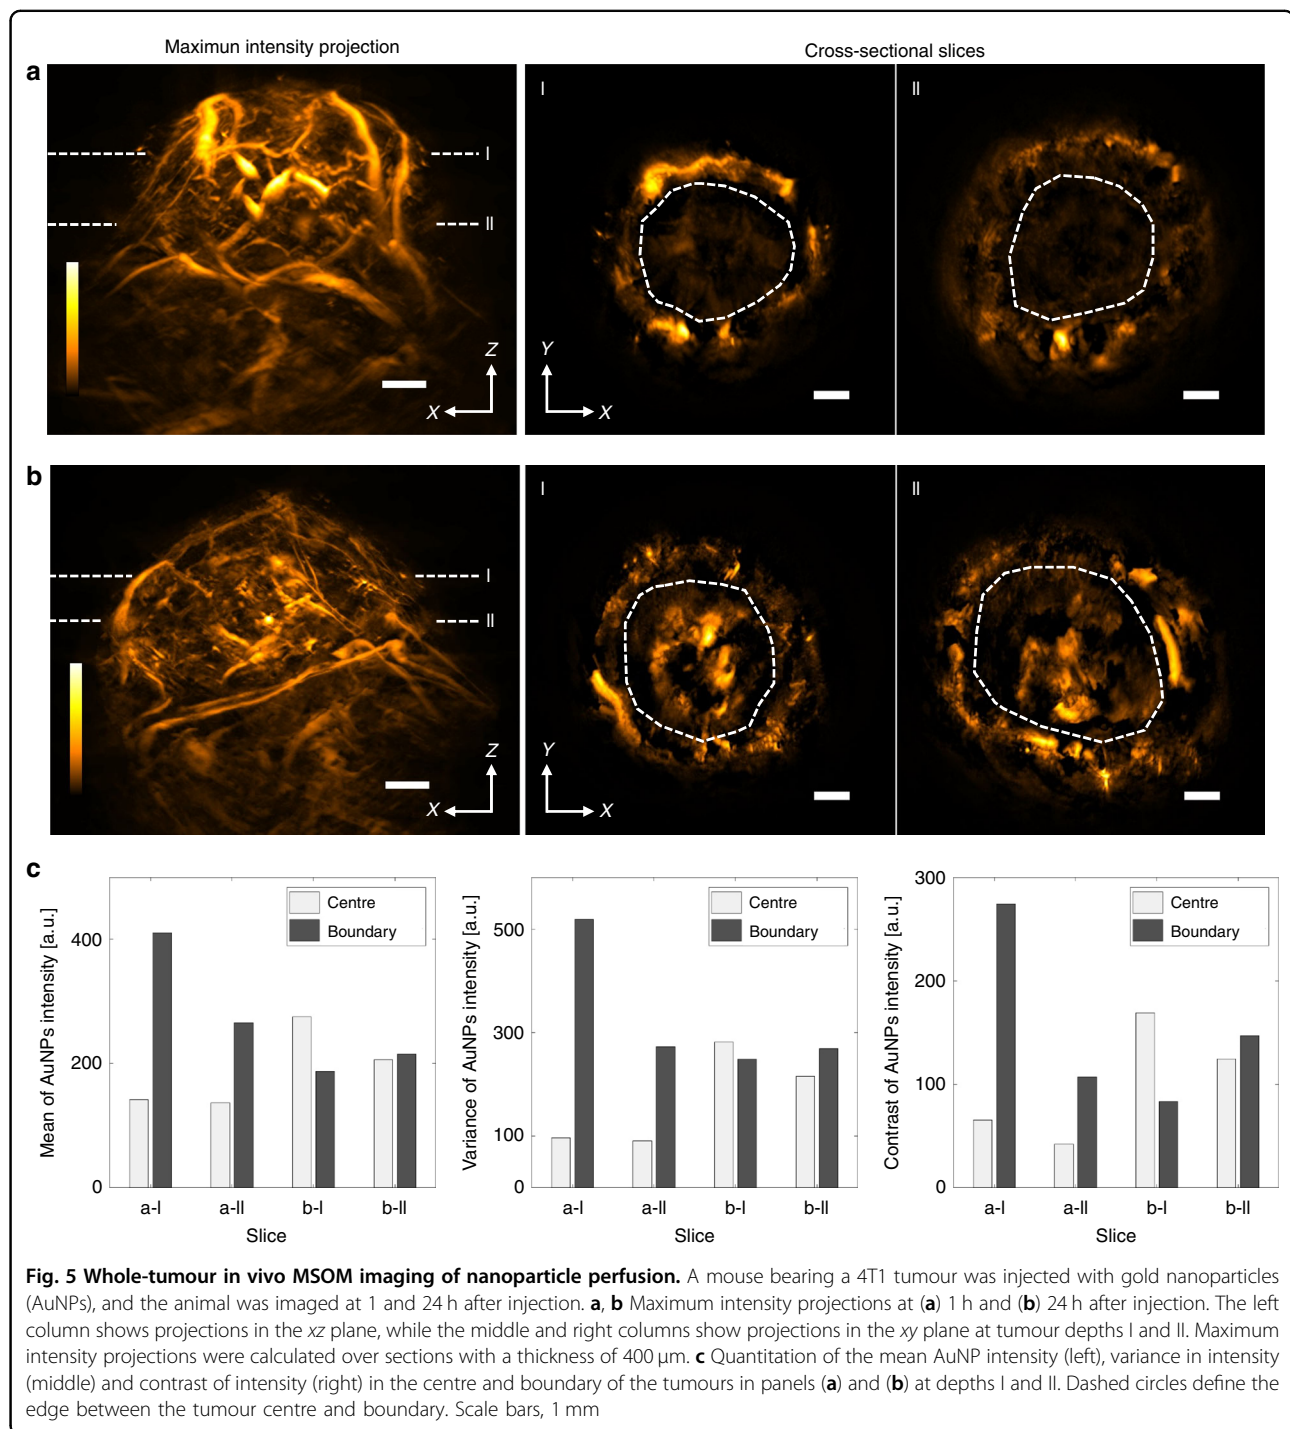 Maximun intensity projection
Cross-sectional slices
a
I
II
I
II
Z
X
Y
X
b
I
II
I
II
Z
X
Y
X
c
Mean of AuNPs intensity [a.u.]
400
200
0
Centre
Boundary
a-I a-II b-I b-II
Slice
Variance of AuNPs intensity [a.u.]
500
300
100
0
Centre
Boundary
a-I a-II b-I b-II
Slice
Contrast of AuNPs intensity [a.u.]
300
200
100
0
Centre
Boundary
a-I a-II b-I b-II
Slice
Fig. 5 Whole-tumour in vivo MSOM imaging of nanoparticle perfusion. A mouse bearing a 4T1 tumour was injected with gold nanoparticles
(AuNPs), and the animal was imaged at 1 and 24 h after injection. a, b Maximum intensity projections at (a) 1 h and (b) 24 h after injection. The left
column shows projections in the xz plane, while the middle and right columns show projections in the xy plane at tumour depths I and II. Maximum
intensity projections were calculated over sections with a thickness of 400 µm. c Quantitation of the mean AuNP intensity (left), variance in intensity
(middle) and contrast of intensity (right) in the centre and boundary of the tumours in panels (a) and (b) at depths I and II. Dashed circles define the
edge between the tumour centre and boundary. Scale bars, 1 mm